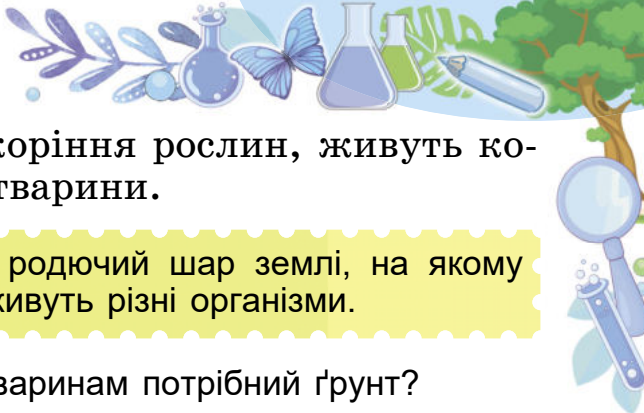 коріння рослин, живуть ко-
тварини.
родючий шар землі, на якому
живуть різні організми.
варинам потрібний ґрунт?